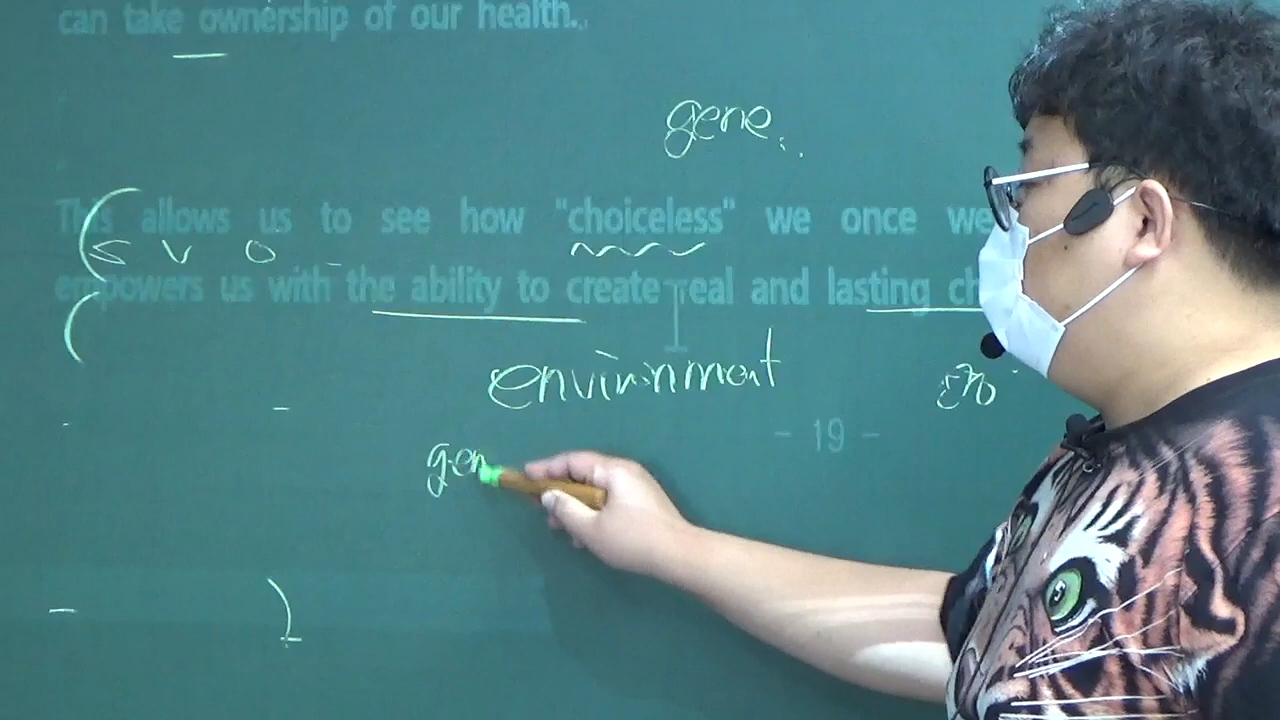 can take ownership of our health.
gene
This allows us to see how "choiceless" we once we
S V O
empowers us with the ability to create real and lasting ch
environment
- 19 -
gen